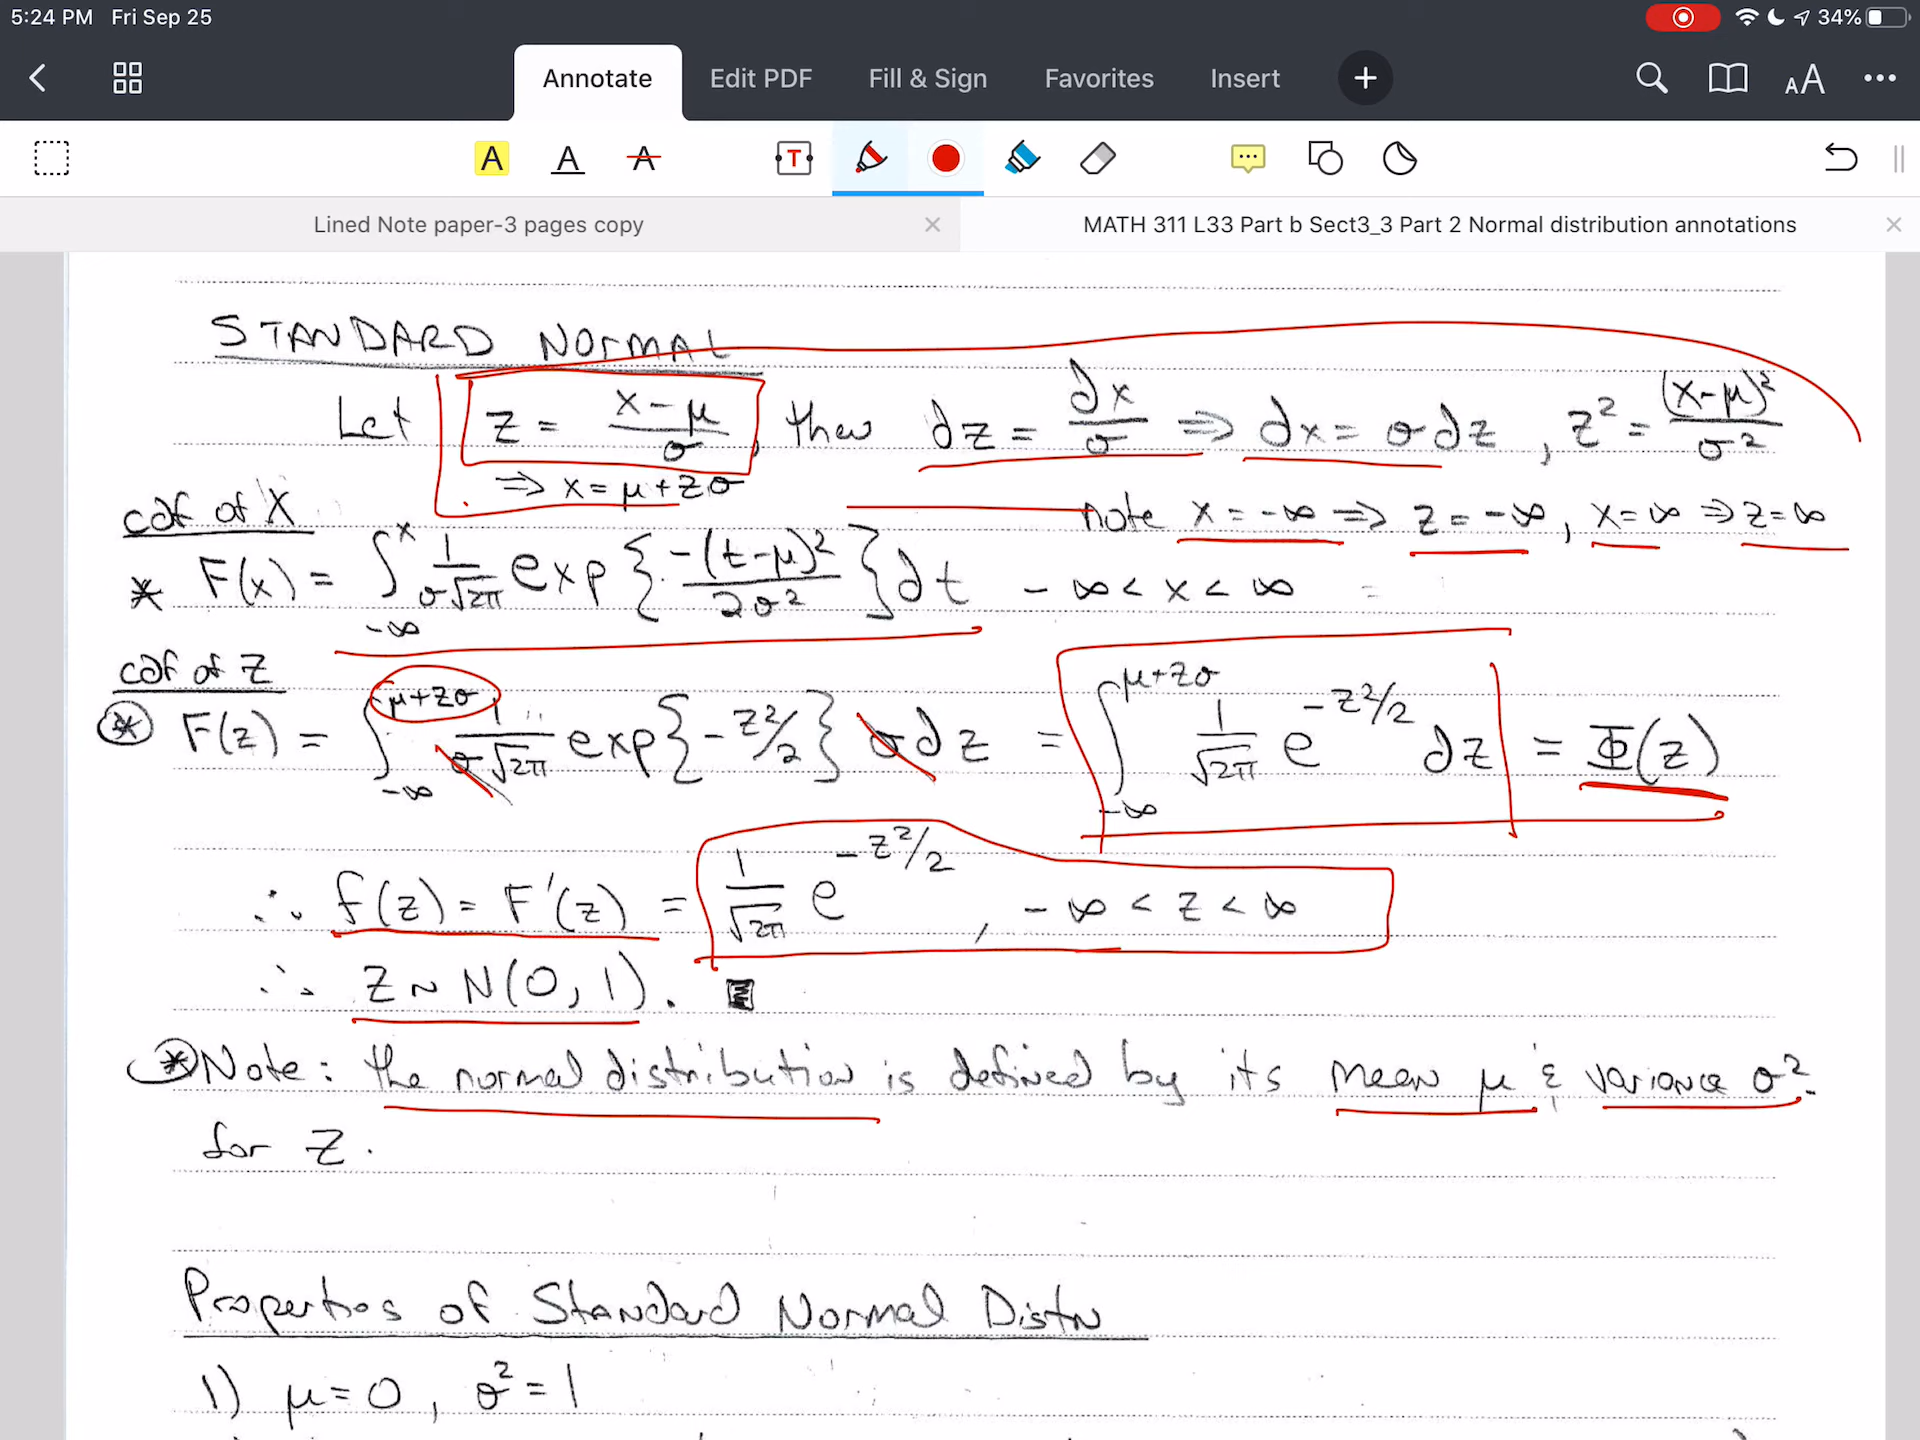 5:24 PM Fri Sep 25 34%
Annotate Edit PDF Fill & Sign Favorites Insert
Lined Note paper-3 pages copy MATH 311 L33 Part b Sect3_3 Part 2 Normal distribution annotations
STANDARD NORMAL
Let z = (x-μ)/σ, then dz = dx/σ ⇒ dx = σdz, z² = (x-μ)²/σ²
⇒ x = μ+zσ
note x = -∞ ⇒ z = -∞, x = ∞ ⇒ z = ∞
cdf of X
* F(x) = ∫_{-∞}^{x} 1/(σ√2π) exp{-(t-μ)²/2σ²}dt -∞ < x < ∞
cdf of Z
* F(z) = ∫_{-∞}^{μ+zσ} 1/(σ√2π) exp{-z²/2} σdz = ∫_{-∞}^{μ+zσ} 1/√2π e^{-z²/2} dz = Φ(z)
∴ f(z) = F'(z) = 1/√2π e^{-z²/2}, -∞ < z < ∞
∴ Z ~ N(0,1).
* Note: the normal distribution is defined by its mean μ & variance σ².
for Z.
Properties of Standard Normal Distn
1) μ=0, σ²=1